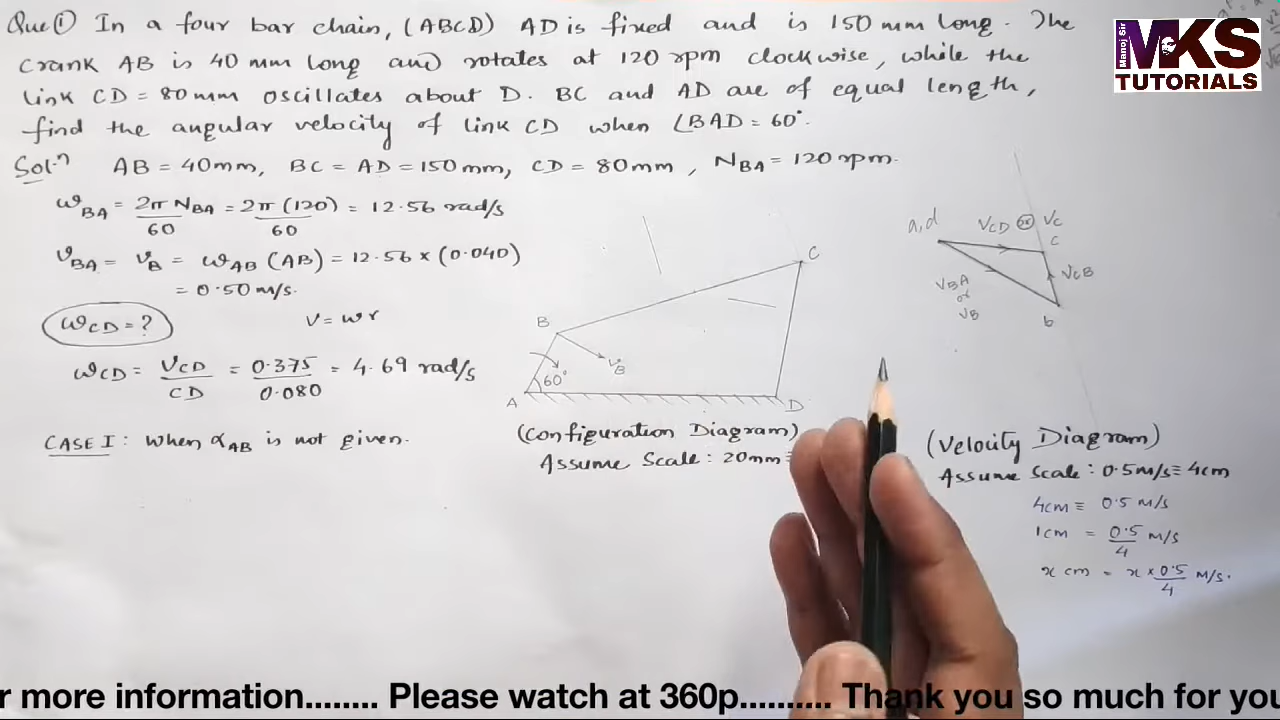 Que① In a four bar chain, (ABCD) AD is fixed and is 150 mm long. The
crank AB is 40 mm long and rotates at 120 rpm clockwise, while the
link CD = 80mm oscillates about D. BC and AD are of equal length,
find the angular velocity of link CD when ∠BAD = 60°.
Manoj Sir
MKS
TUTORIALS
Sol.ⁿ AB = 40mm, BC = AD = 150mm, CD = 80mm, N_BA = 120 rpm.
ω_BA = 2π N_BA / 60 = 2π (120) / 60 = 12.56 rad/s
V_BA = V_B = ω_AB (AB) = 12.56 × (0.040)
= 0.50 m/s.
ω_CD = ?
V = ω r
ω_CD = V_CD / CD = 0.375 / 0.080 = 4.69 rad/s
CASE I : When α_AB is not given.
C
B
V_B
60°
A
D
(Configuration Diagram)
Assume Scale: 20mm
a,d
V_CD or V_C
c
V_CB
V_BA
or
V_B
b
(Velocity Diagram)
Assume Scale: 0.5 m/s ≡ 4cm
4cm ≡ 0.5 m/s
1cm = 0.5/4 m/s
x cm = x × 0.5/4 m/s.
r more information........ Please watch at 360p.......... Thank you so much for you